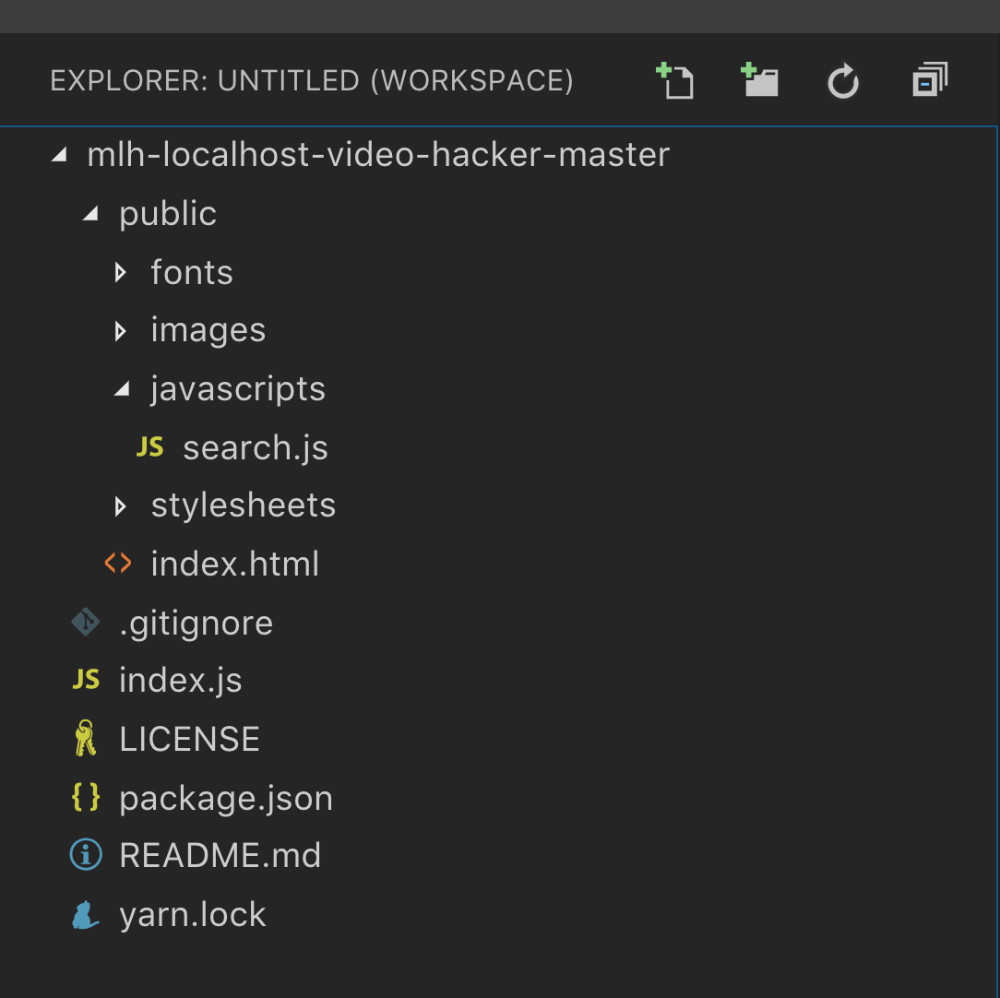 EXPLORER: UNTITLED (WORKSPACE)
mlh-localhost-video-hacker-master
public
fonts
images
javascripts
JS search.js
stylesheets
<> index.html
.gitignore
JS index.js
LICENSE
{} package.json
README.md
yarn.lock